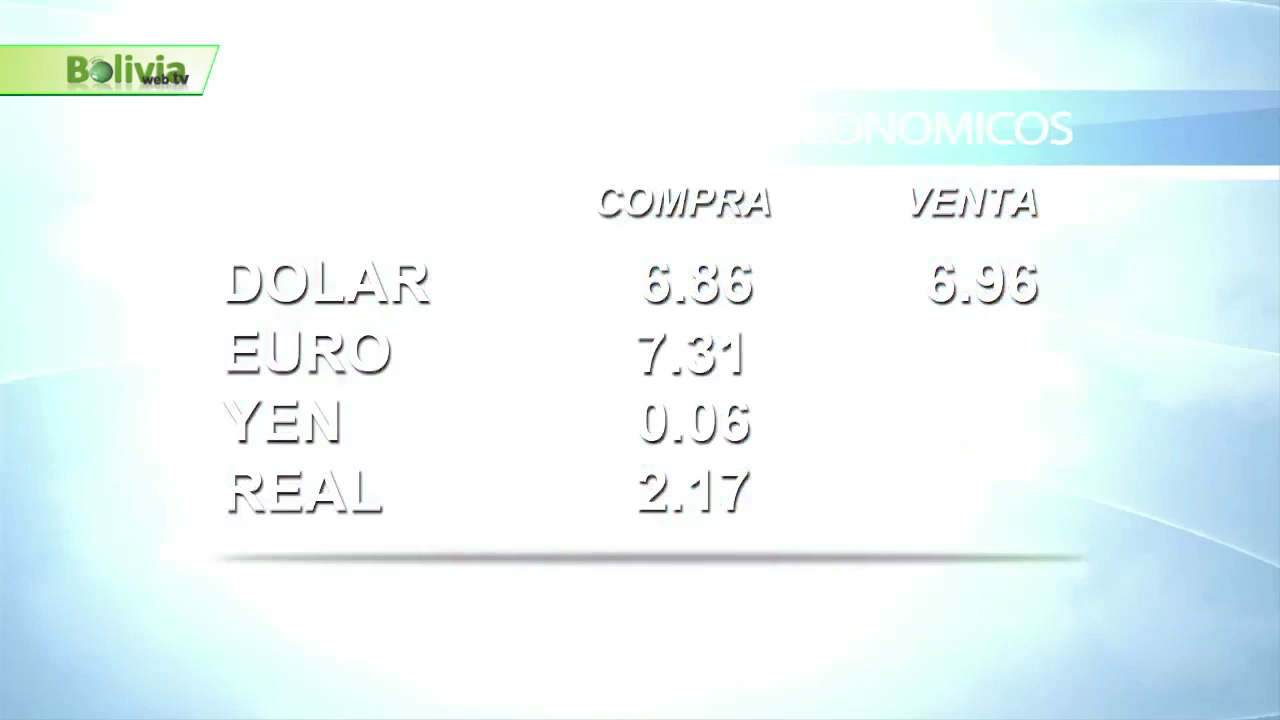 Bolivia
web tv
ECONOMICOS
COMPRA VENTA
DOLAR 6.86 6.96
EURO 7.31
YEN 0.06
REAL 2.17